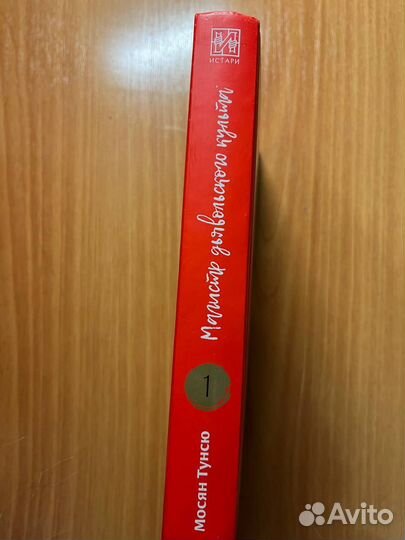 ИСТАРИ
Магистр дьявольского культа.
1
Мосян Тунсю
Avito